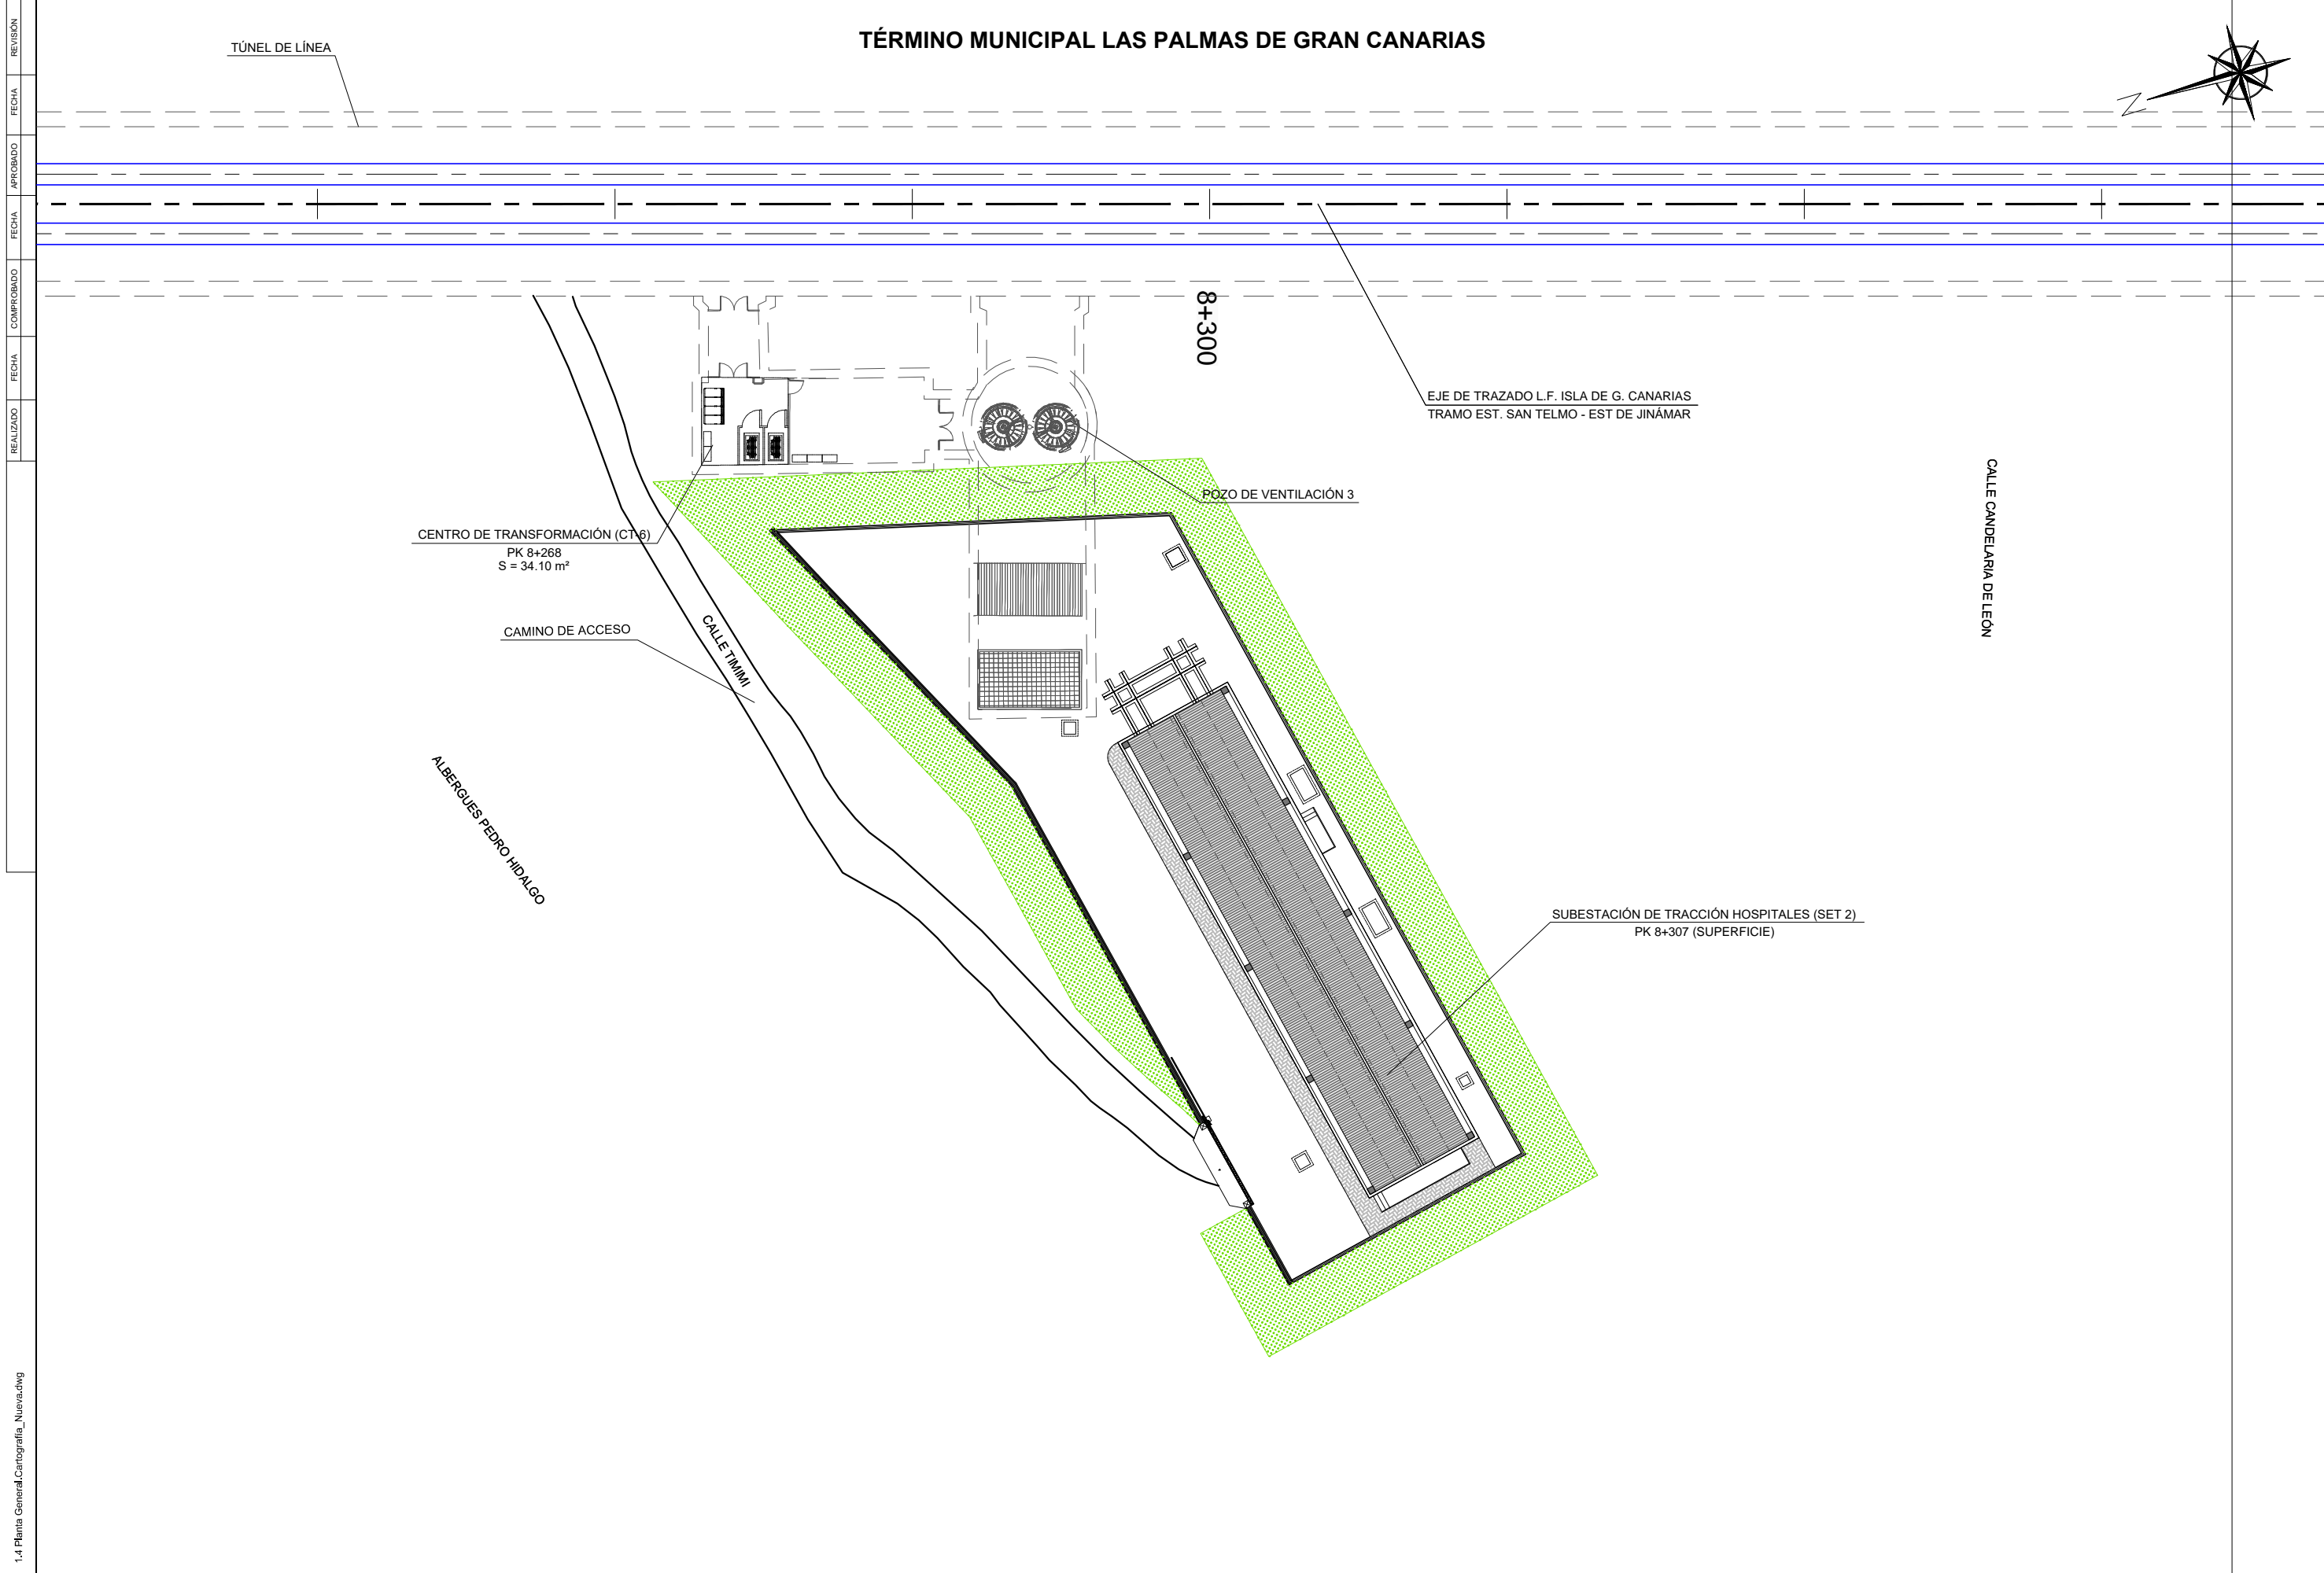 TÉRMINO MUNICIPAL LAS PALMAS DE GRAN CANARIAS
TÚNEL DE LÍNEA
N
8+300
EJE DE TRAZADO L.F. ISLA DE G. CANARIAS
TRAMO EST. SAN TELMO - EST DE JINÁMAR
POZO DE VENTILACIÓN 3
CALLE CANDELARIA DE LEÓN
CENTRO DE TRANSFORMACIÓN (CT-6)
PK 8+268
S = 34.10 m²
CAMINO DE ACCESO
CALLE TIMIMI
ALBERGUES PEDRO HIDALGO
SUBESTACIÓN DE TRACCIÓN HOSPITALES (SET 2)
PK 8+307 (SUPERFICIE)
REVISIÓN
FECHA
APROBADO
FECHA
COMPROBADO
FECHA
REALIZADO
1.4 Planta General.Cartografía_Nueva.dwg